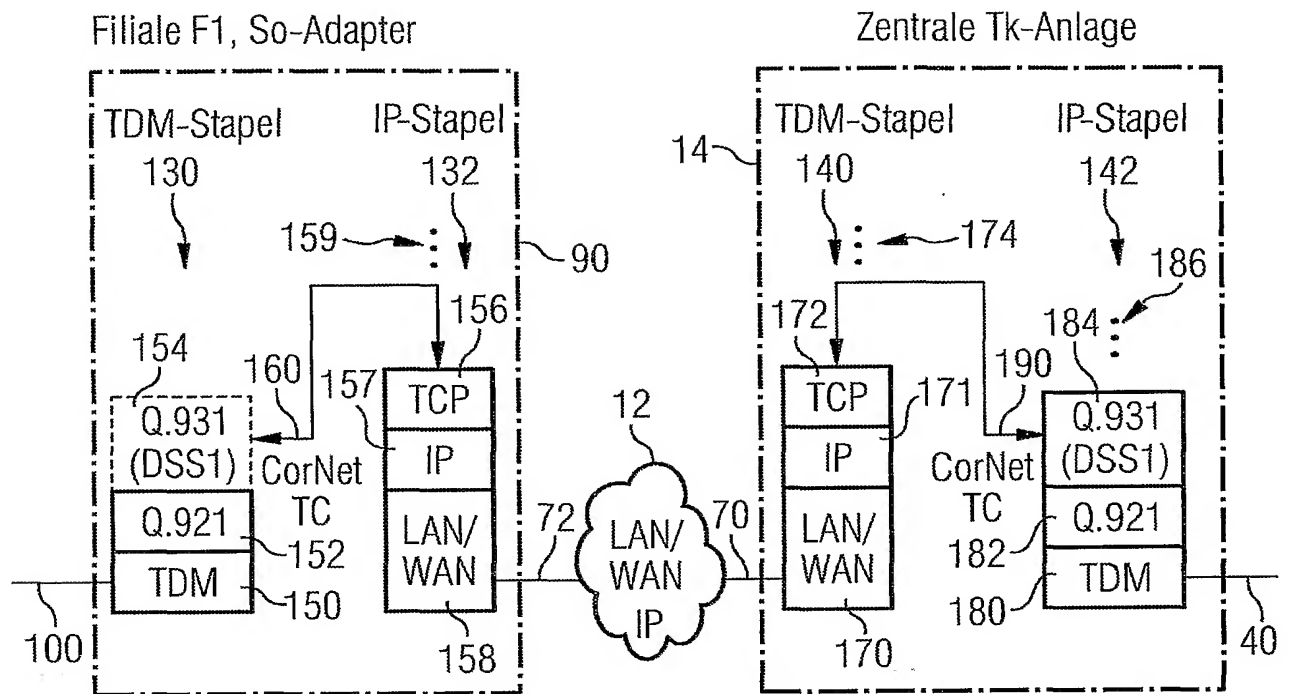 Filiale F1, So-Adapter
Zentrale Tk-Anlage
TDM-Stapel
IP-Stapel
TDM-Stapel
IP-Stapel
14
130
132
140
142
159
90
174
186
154
156
172
184
160
157
12
171
190
Q.931
(DSS1)
TCP
IP
TCP
IP
Q.931
(DSS1)
CorNet
TC
CorNet
TC
Q.921
152
LAN/
WAN
72
LAN/
WAN
IP
70
LAN/
WAN
Q.921
182
TDM
150
TDM
180
100
158
170
40